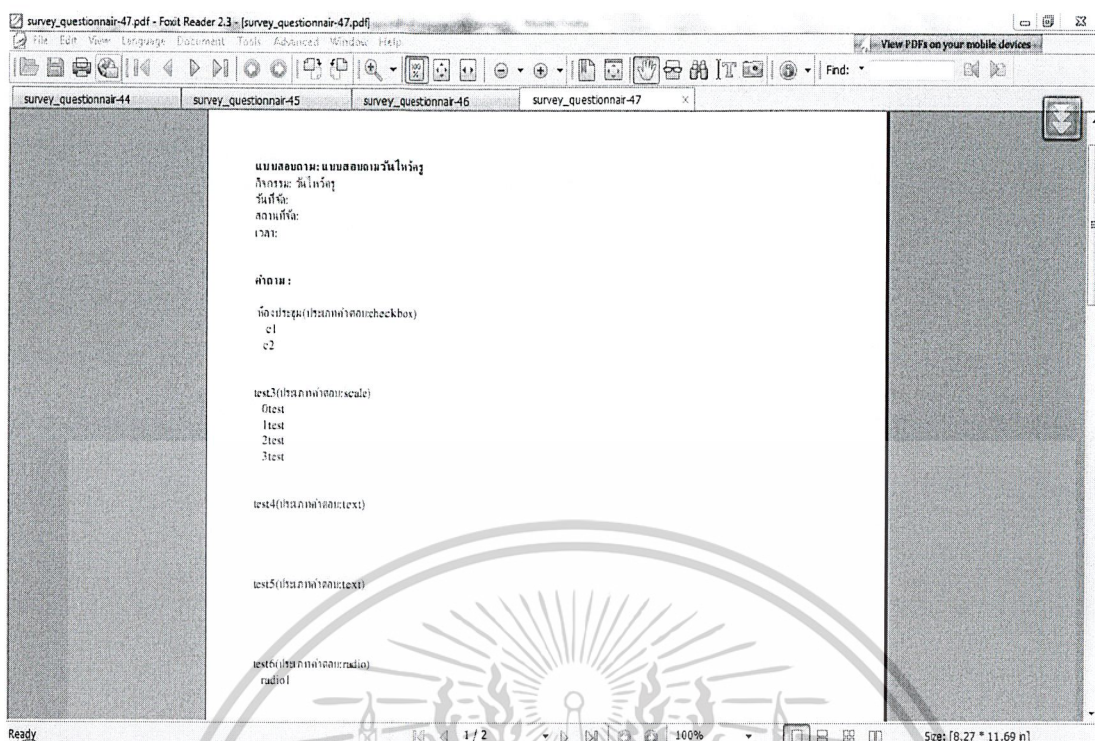 survey_questionnair-47.pdf - Foxit Reader 2.3 - [survey_questionnair-47.pdf]
File Edit View Language Document Tools Advanced Window Help
View PDFs on your mobile devices
Find:
survey_questionnair-44 survey_questionnair-45 survey_questionnair-46 survey_questionnair-47
แบบสอบถาม: แบบสอบถามวันไหว้ครู
กิจกรรม: วันไหว้ครู
วันที่จัด:
สถานที่จัด:
เวลา:
คำถาม :
ห้องประชุม(ประเภทคำตอบ:checkbox)
c1
c2
test3(ประเภทคำตอบ:scale)
0test
1test
2test
3test
test4(ประเภทคำตอบ:text)
test5(ประเภทคำตอบ:text)
test6(ประเภทคำตอบ:radio)
radio1
Ready 1/2 100% Size: [8.27 * 11.69 in]